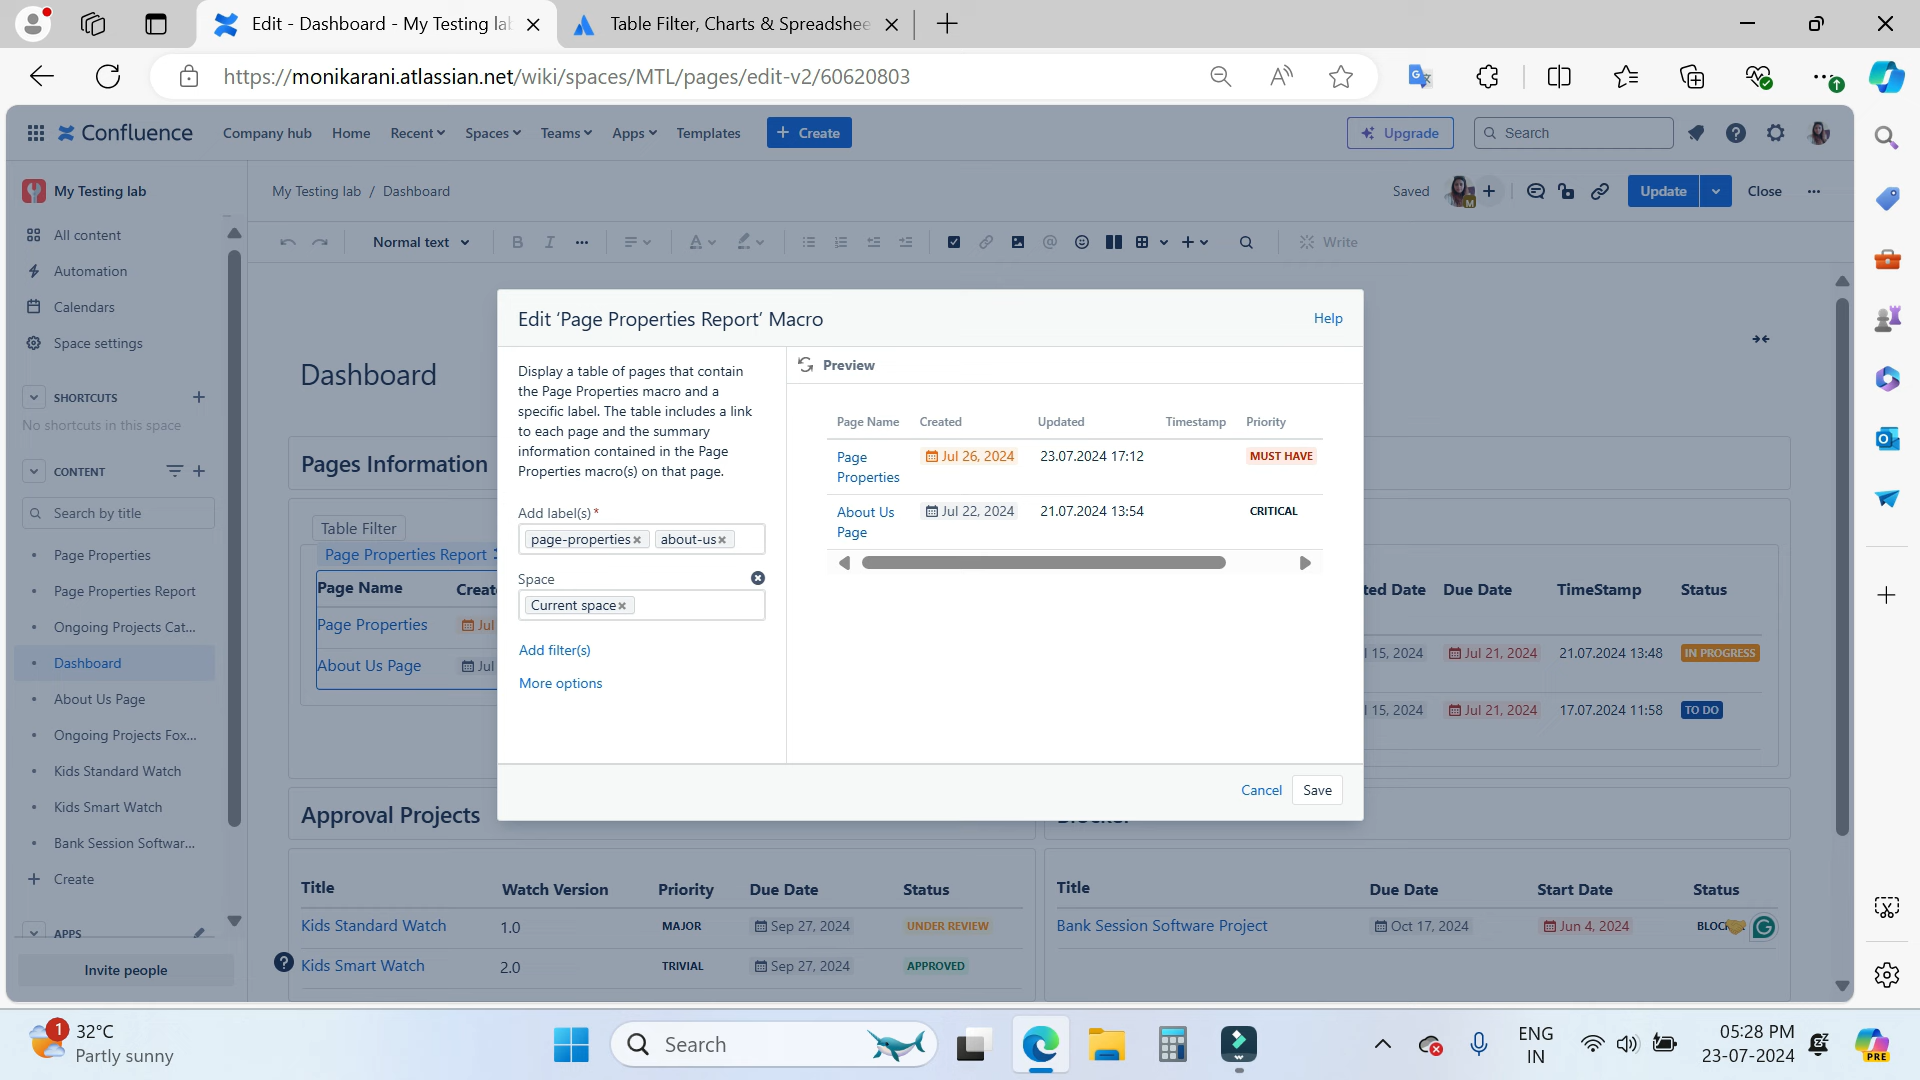 Edit - Dashboard - My Testing la
Table Filter, Charts & Spreadshee
https://monikarani.atlassian.net/wiki/spaces/MTL/pages/edit-v2/60620803
Confluence
Company hub
Home
Recent
Spaces
Teams
Apps
Templates
Create
Upgrade
Search
My Testing lab
My Testing lab / Dashboard
Saved
M
Update
Close
All content
Automation
Calendars
Space settings
Normal text
B
I
A
Write
SHORTCUTS
No shortcuts in this space
CONTENT
Search by title
Page Properties
Page Properties Report
Ongoing Projects Cat...
Dashboard
About Us Page
Ongoing Projects Fox...
Kids Standard Watch
Kids Smart Watch
Bank Session Softwar...
Create
APPS
Invite people
Dashboard
Pages Information
Table Filter
Page Properties Report
Page Name
Creat
Page Properties
Jul
About Us Page
Jul
Edit 'Page Properties Report' Macro
Help
Display a table of pages that contain
the Page Properties macro and a
specific label. The table includes a link
to each page and the summary
information contained in the Page
Properties macro(s) on that page.
Add label(s) *
page-properties
about-us
Space
Current space
Add filter(s)
More options
Preview
Page Name Created Updated Timestamp Priority
Page Properties Jul 26, 2024 23.07.2024 17:12 MUST HAVE
About Us Page Jul 22, 2024 21.07.2024 13:54 CRITICAL
Cancel
Save
ted Date Due Date TimeStamp Status
15, 2024 Jul 21, 2024 21.07.2024 13:48 IN PROGRESS
15, 2024 Jul 21, 2024 17.07.2024 11:58 TO DO
Approval Projects
Title Watch Version Priority Due Date Status
Kids Standard Watch 1.0 MAJOR Sep 27, 2024 UNDER REVIEW
Kids Smart Watch 2.0 TRIVIAL Sep 27, 2024 APPROVED
Title Due Date Start Date Status
Bank Session Software Project Oct 17, 2024 Jun 4, 2024 BLOC
1
32°C
Partly sunny
Search
ENG
IN
05:28 PM
23-07-2024
PRE